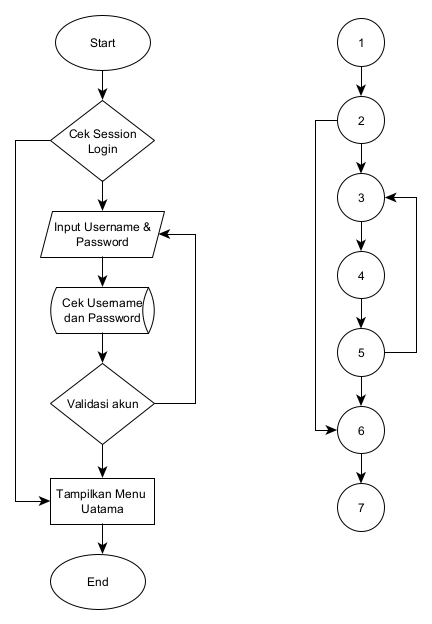 Start
Cek Session
Login
Input Username &
Password
Cek Username
dan Password
Validasi akun
Tampilkan Menu
Uatama
End
1
2
3
4
5
6
7